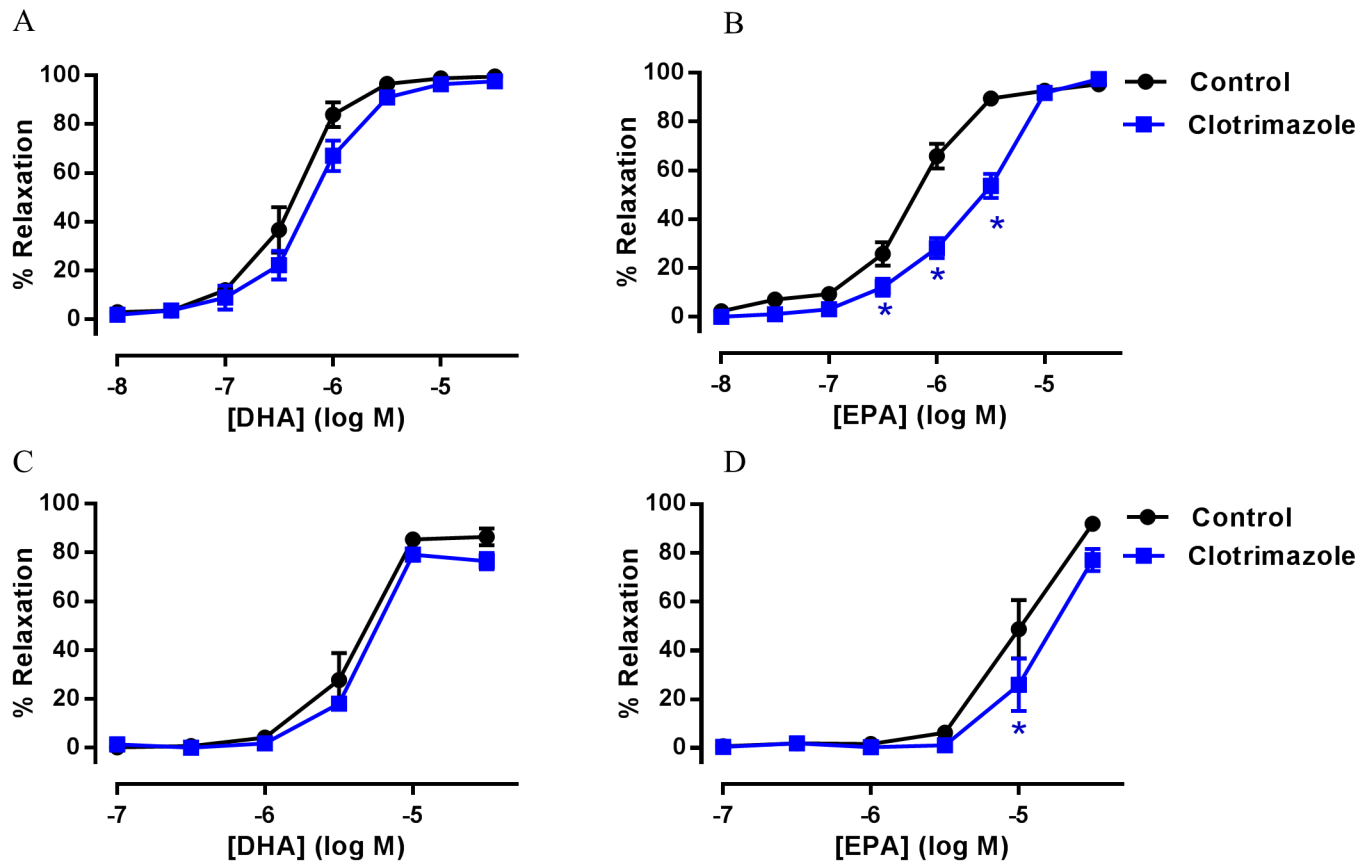 A
100
80
60
40
20
0
% Relaxation
-8
-7
-6
-5
[DHA] (log M)
B
100
80
60
40
20
0
% Relaxation
*
*
*
-8
-7
-6
-5
[EPA] (log M)
Control
Clotrimazole
C
100
80
60
40
20
0
% Relaxation
-7
-6
-5
[DHA] (log M)
D
100
80
60
40
20
0
% Relaxation
*
-7
-6
-5
[EPA] (log M)
Control
Clotrimazole